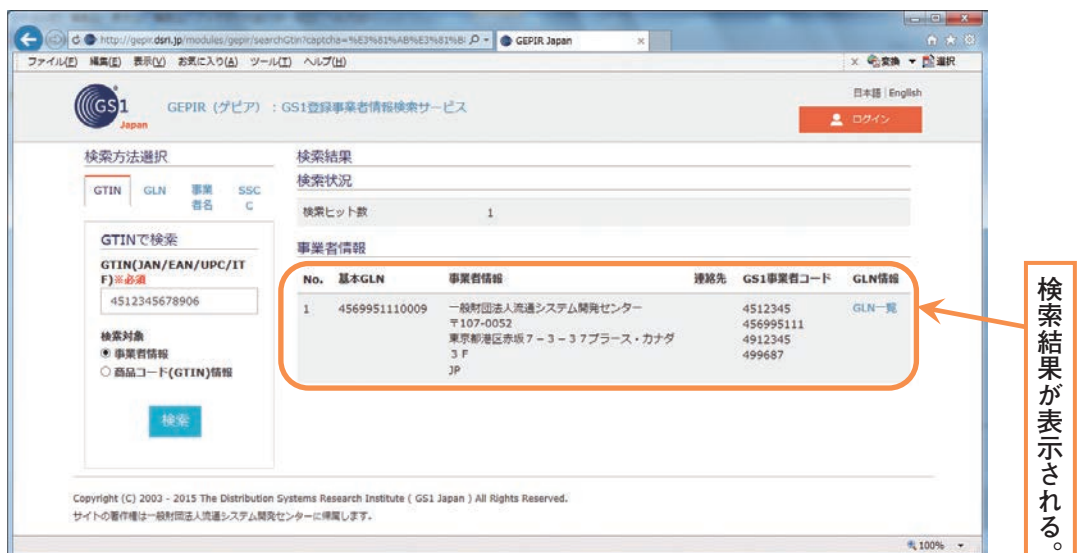 http://gepir.dsri.jp/modules/gepir/searchGtin?captcha=%E3%81%AB%E3%81%8
GEPIR Japan
ファイル(F) 編集(E) 表示(V) お気に入り(A) ツール(T) ヘルプ(H)
変換 選択
GS1 Japan
GEPIR (ゲピア) : GS1登録事業者情報検索サービス
日本語 | English
ログイン
検索方法選択
GTIN GLN 事業者名 SSCC
GTINで検索
GTIN(JAN/EAN/UPC/ITF)※必須
4512345678906
検索対象
事業者情報
商品コード(GTIN)情報
検索
検索結果
検索状況
検索ヒット数 1
事業者情報
No. 基本GLN 事業者情報 連絡先 GS1事業者コード GLN情報
1 4569951110009 一般財団法人流通システム開発センター 4512345 GLN一覧
〒107-0052 456995111
東京都港区赤坂7-3-37プラース・カナダ 4912345
3F 499687
JP
検索結果が表示される。
Copyright (C) 2003 - 2015 The Distribution Systems Research Institute ( GS1 Japan ) All Rights Reserved.
サイトの著作権は一般財団法人流通システム開発センターに帰属します。
100%